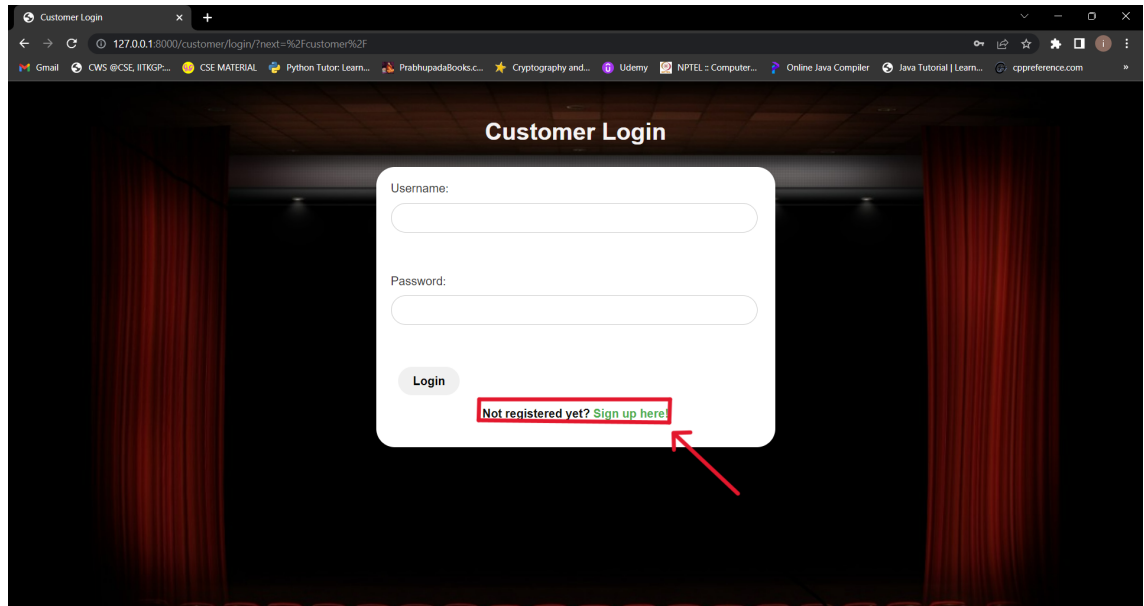 Customer Login
127.0.0.1:8000/customer/login/?next=%2Fcustomer%2F
Gmail CWS @CSE, IITKGP:... CSE MATERIAL Python Tutor: Learn... PrabhupadaBooks.c... Cryptography and... Udemy NPTEL :: Computer... Online Java Compiler Java Tutorial | Learn... cppreference.com »
Customer Login
Username:
Password:
Login
Not registered yet? Sign up here!